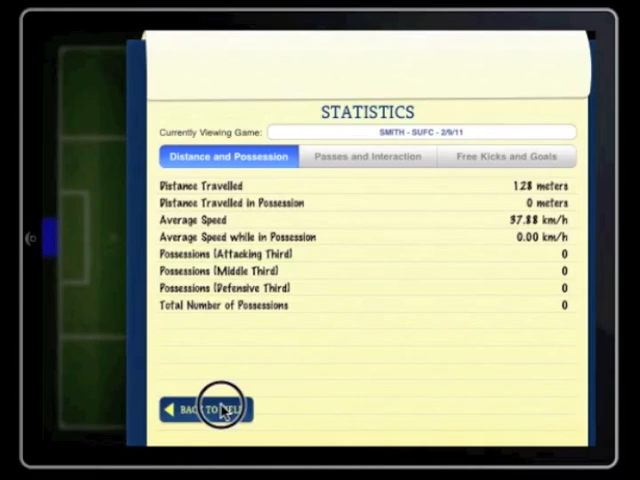 STATISTICS
Currently Viewing Game: SMITH - SUFC - 2/9/11
Distance and Possession Passes and Interaction Free Kicks and Goals
Distance Travelled 128 meters
Distance Travelled in Possession 0 meters
Average Speed 37.88 km/h
Average Speed while in Possession 0.00 km/h
Possessions (Attacking Third) 0
Possessions (Middle Third) 0
Possessions (Defensive Third) 0
Total Number of Possessions 0
BACK TO